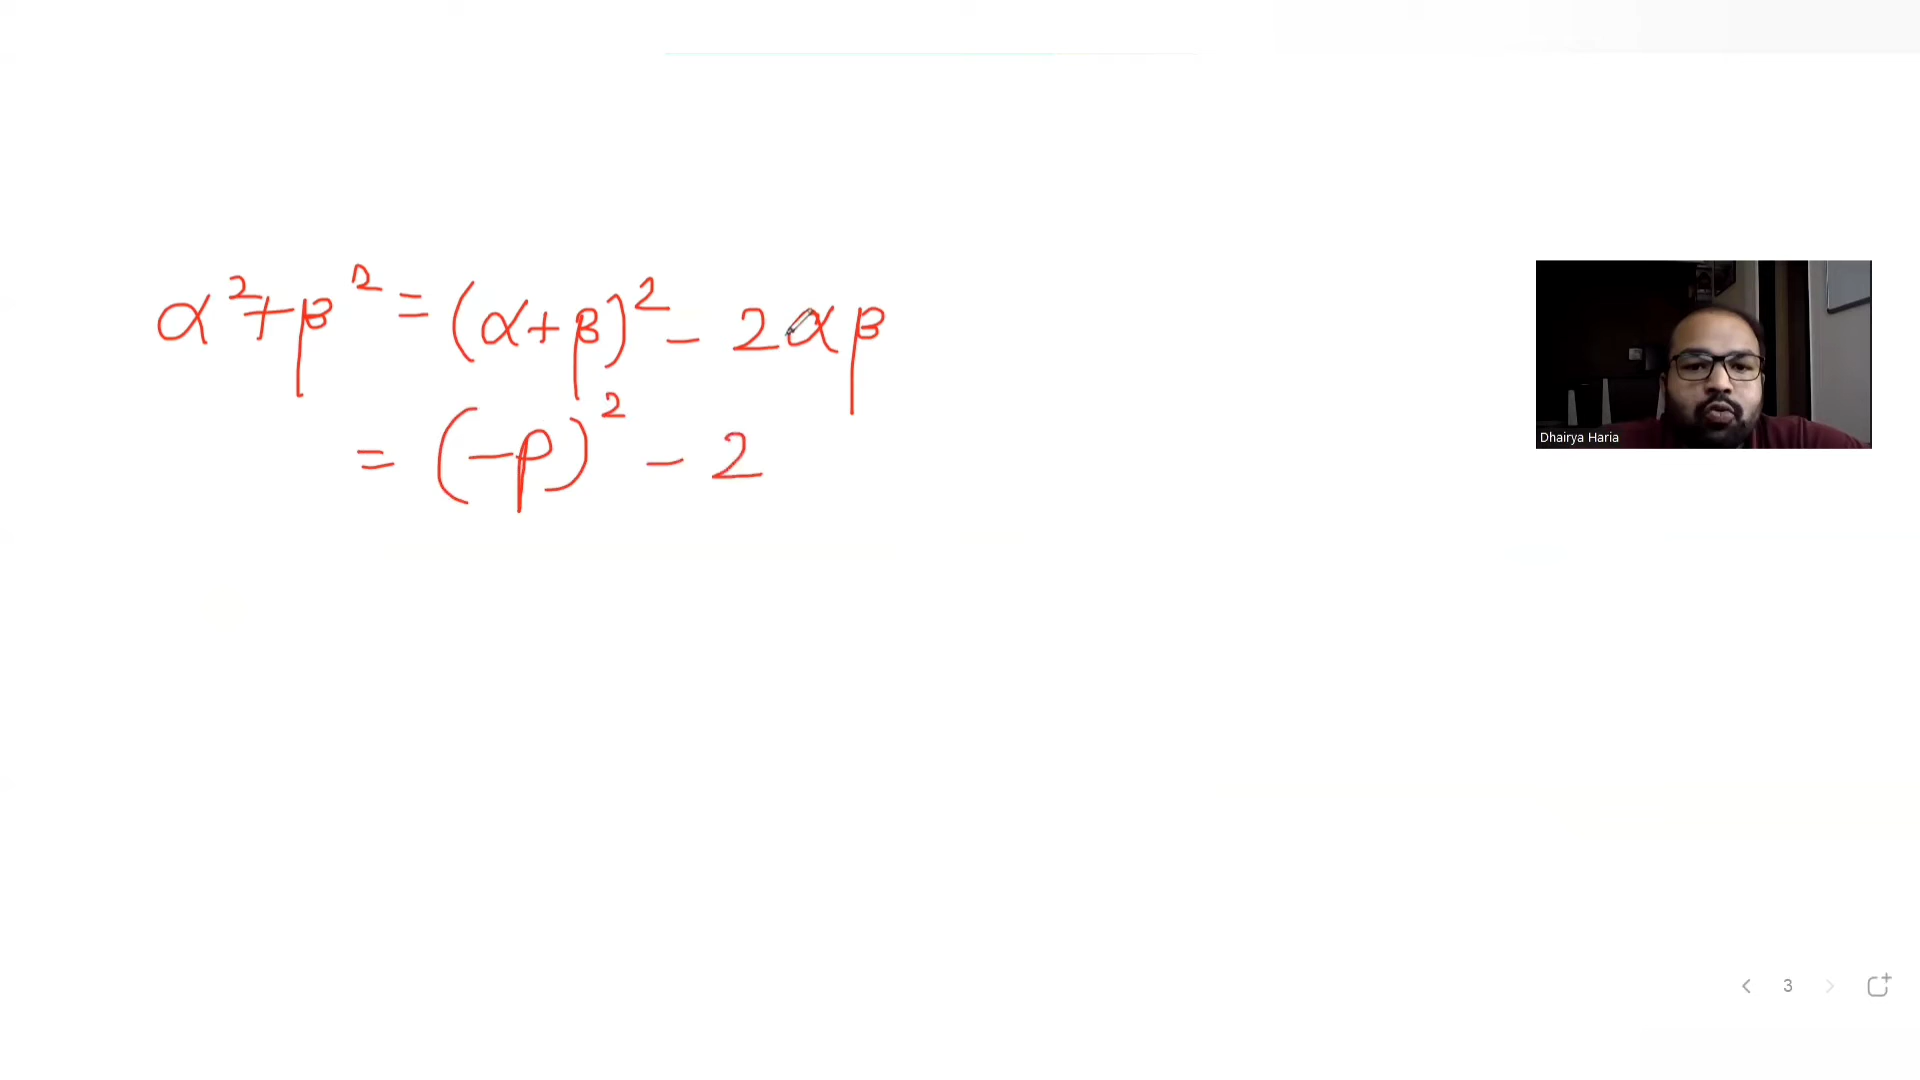 α²+β² = (α+β)² - 2αβ
= (-p)² - 2
Dhairya Haria
3